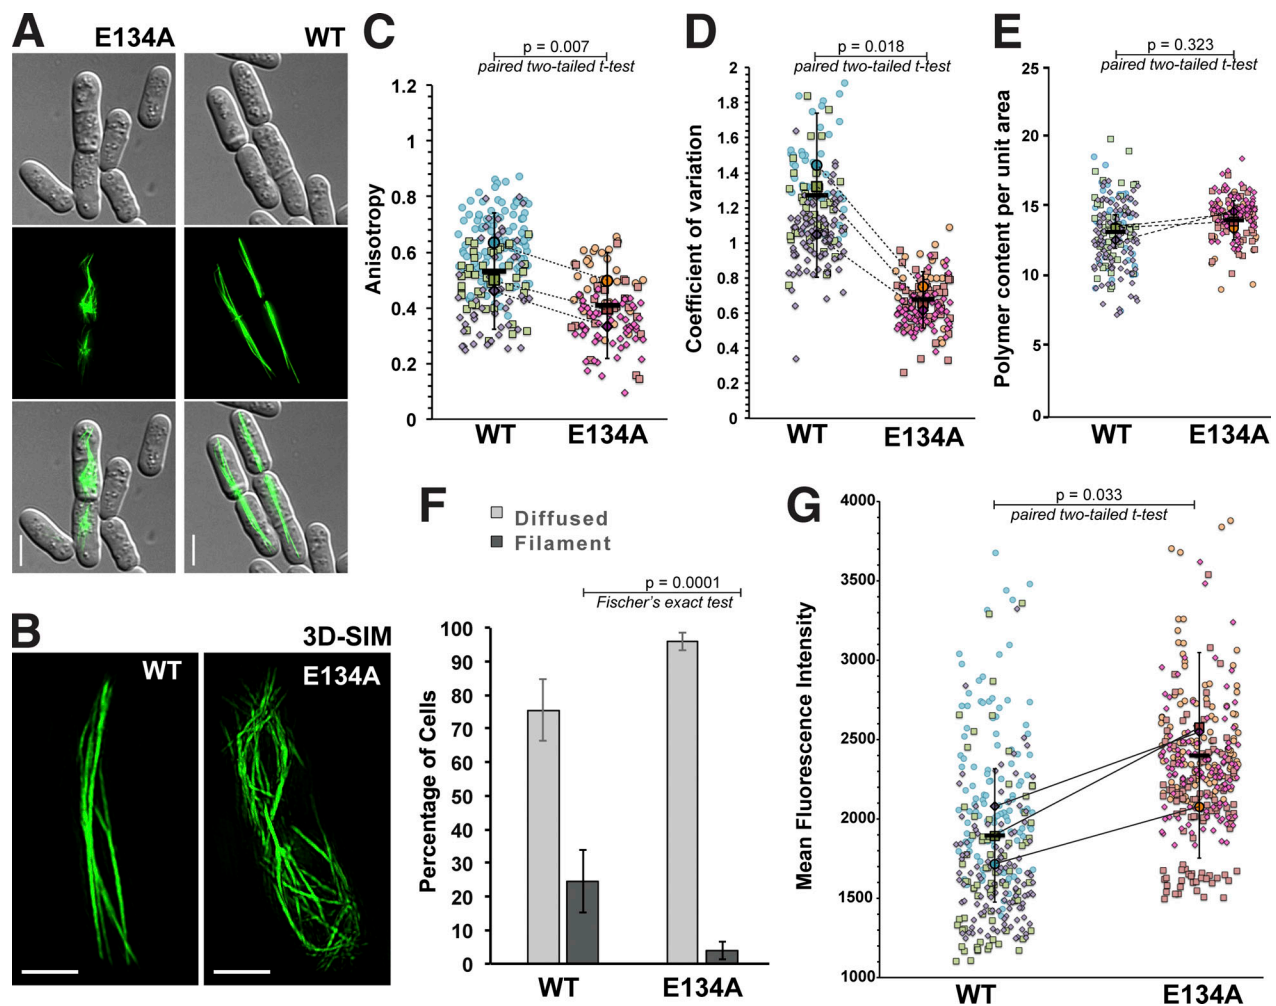 A
E134A
WT
B
3D-SIM
WT
E134A
C
p = 0.007
paired two-tailed t-test
Anisotropy
1.2
1
0.8
0.6
0.4
0.2
0
WT
E134A
D
p = 0.018
paired two-tailed t-test
Coefficient of variation
2
1.8
1.6
1.4
1.2
1
0.8
0.6
0.4
0.2
0
WT
E134A
E
p = 0.323
paired two-tailed t-test
Polymer content per unit area
25
20
15
10
5
0
WT
E134A
F
Diffused
Filament
p = 0.0001
Fischer's exact test
Percentage of Cells
100
90
80
70
60
50
40
30
20
10
0
WT
E134A
G
p = 0.033
paired two-tailed t-test
Mean Fluorescence Intensity
4000
3500
3000
2500
2000
1500
1000
WT
E134A